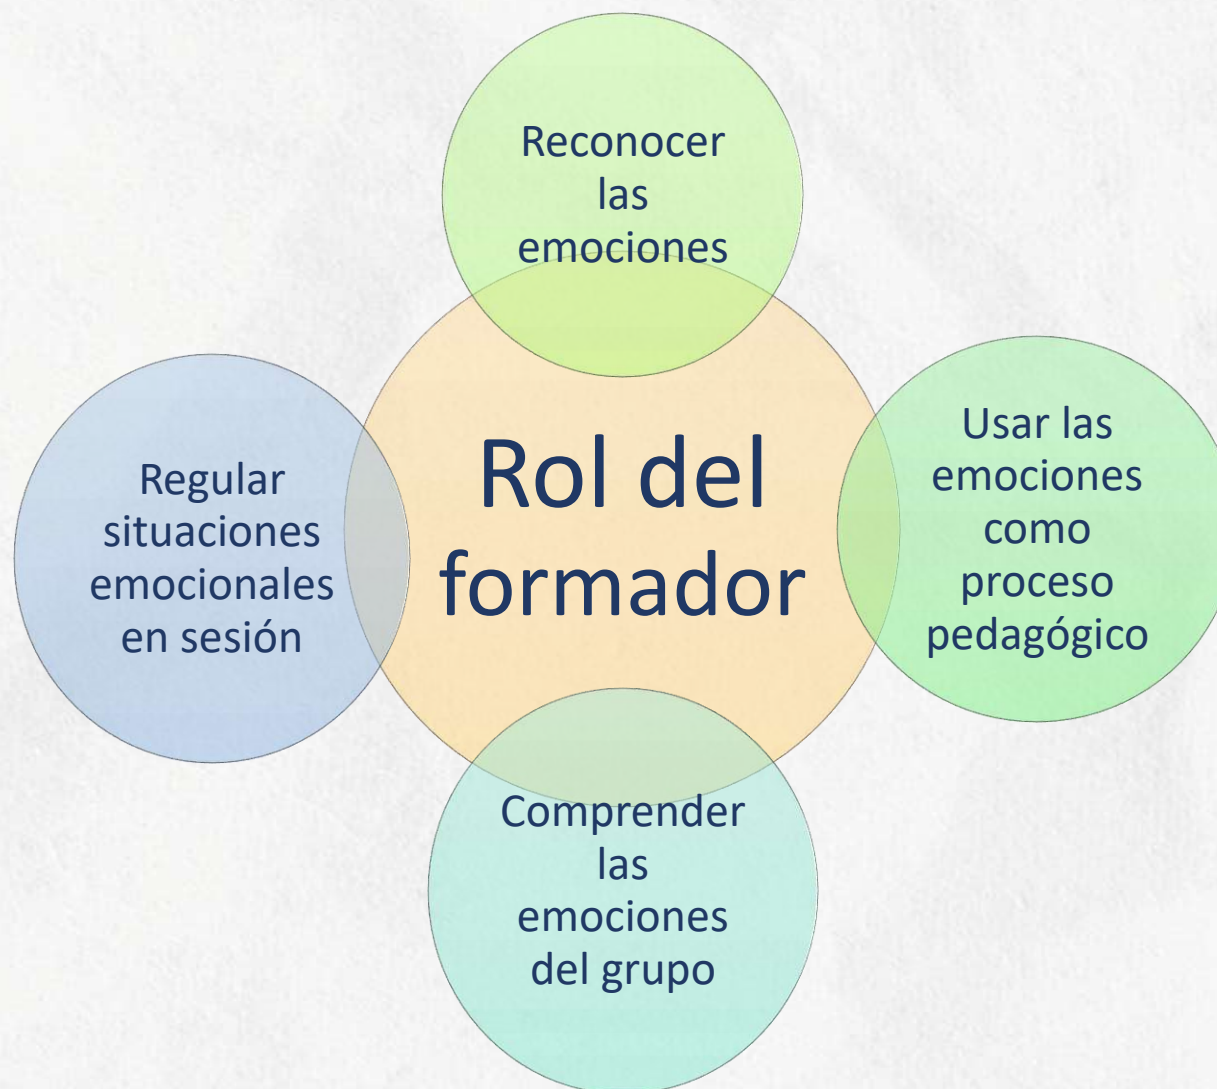 Reconocer
las
emociones
Rol del
formador
Usar las
emociones
como
proceso
pedagógico
Comprender
las
emociones
del grupo
Regular
situaciones
emocionales
en sesión